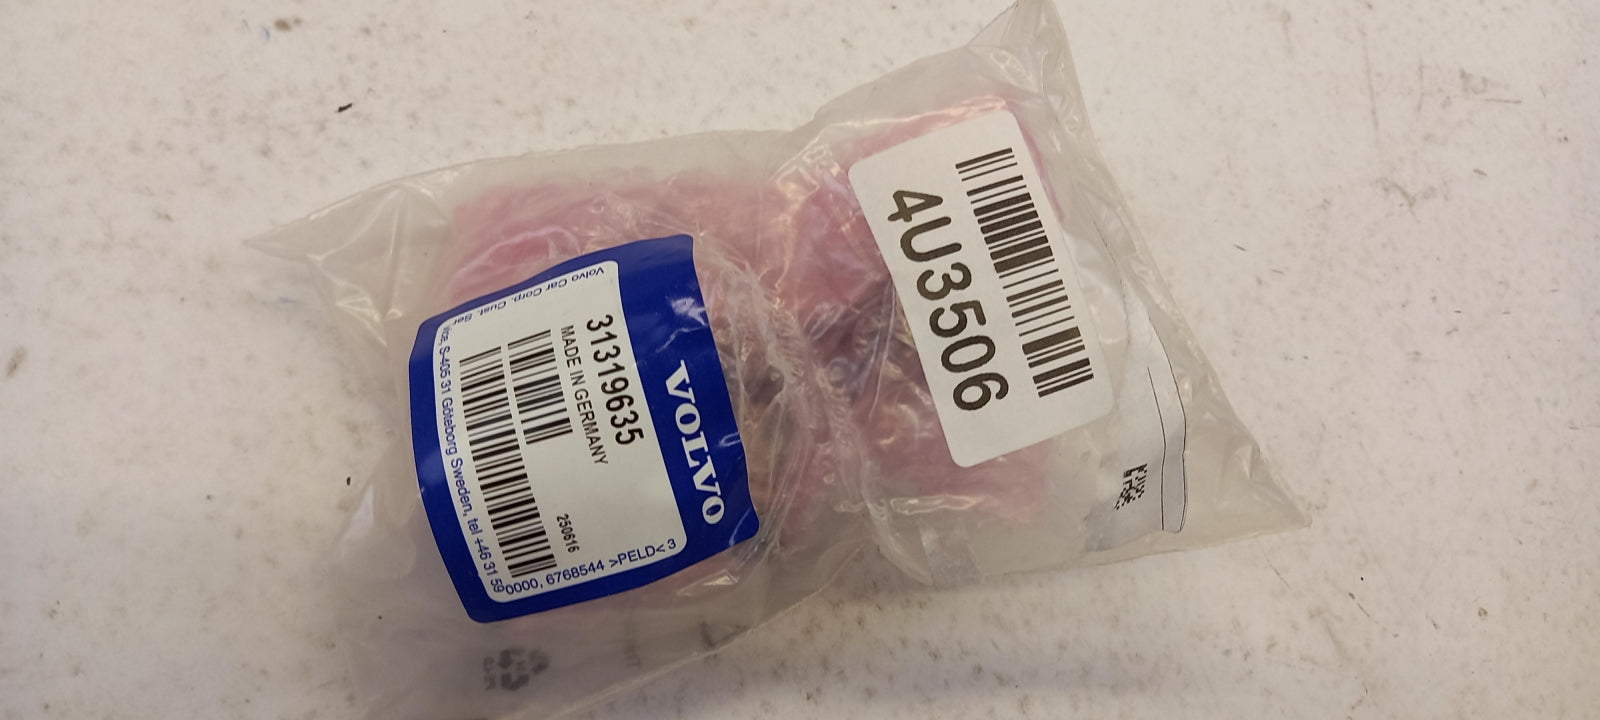 VOLVO
31319635
MADE IN GERMANY
250616
Volvo Car Corp. Cust. Ser
vice, S-405 31 Göteborg Sweden, tel +46 31 59
0000, 6768544 >PELD< 3
4U3506